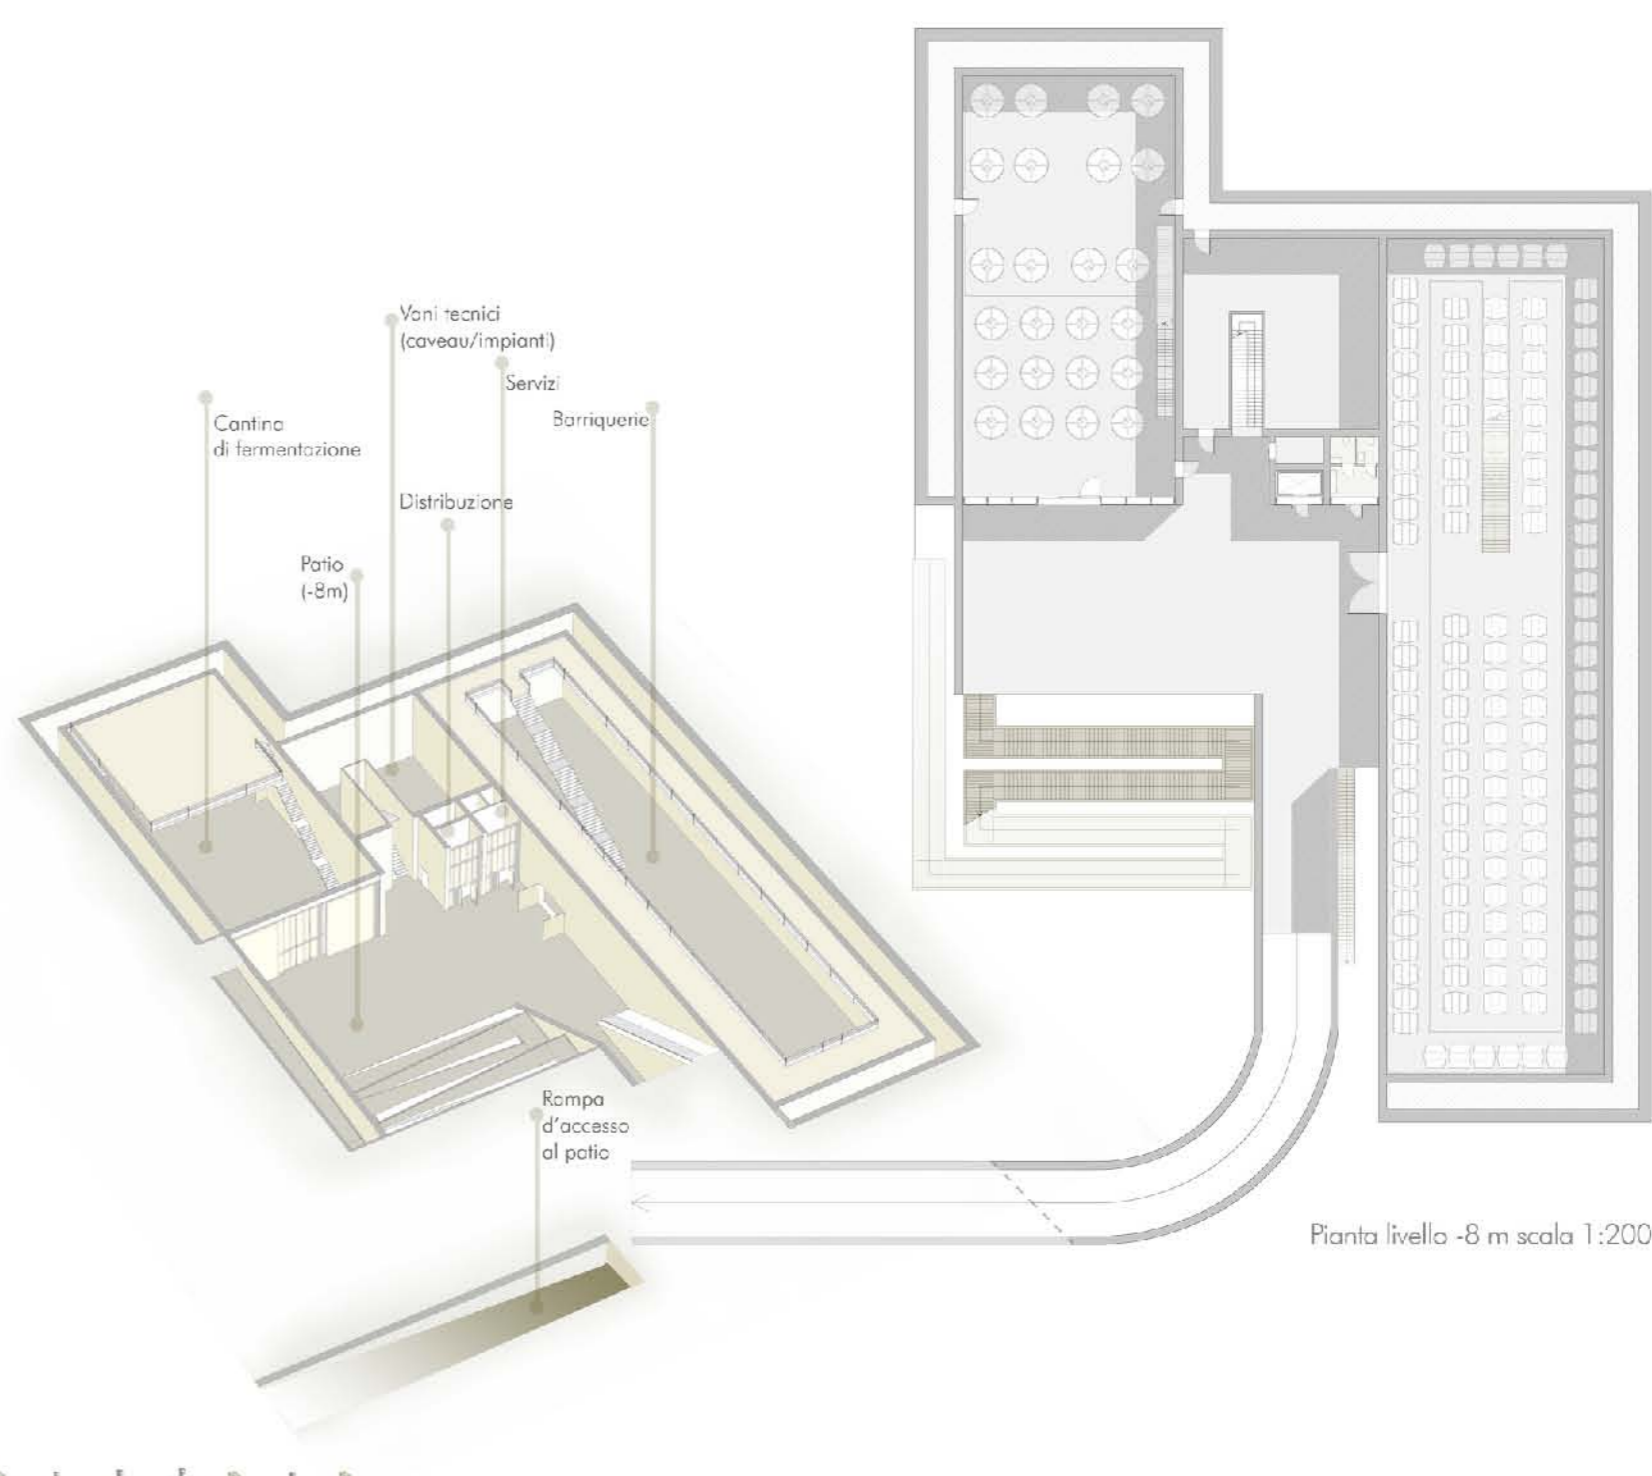 Vani tecnici
(caveau/impianti)
Servizi
Barriquerie
Cantina
di fermentazione
Distribuzione
Patio
(-8m)
Rampa
d'accesso
al patio
Pianta livello -8 m scala 1:200